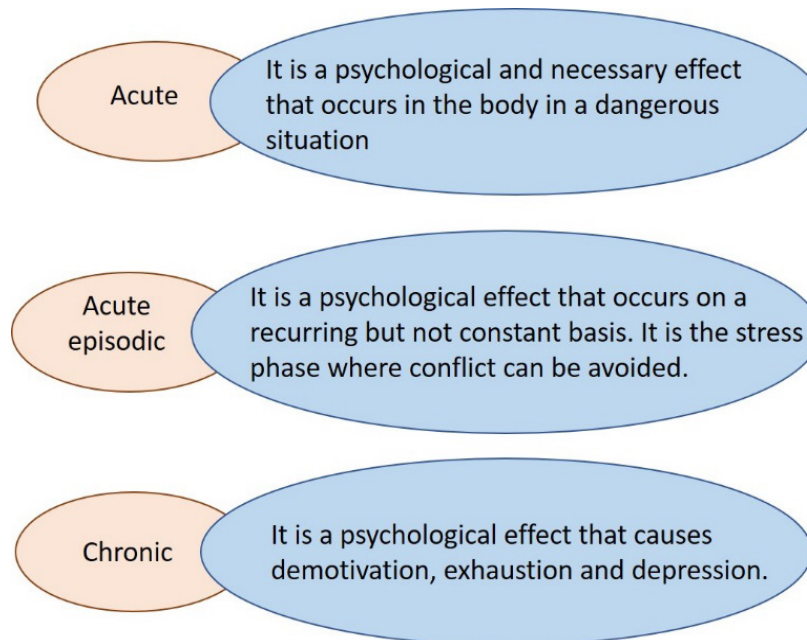 Acute
It is a psychological and necessary effect
that occurs in the body in a dangerous
situation
Acute
episodic
It is a psychological effect that occurs on a
recurring but not constant basis. It is the stress
phase where conflict can be avoided.
Chronic
It is a psychological effect that causes
demotivation, exhaustion and depression.